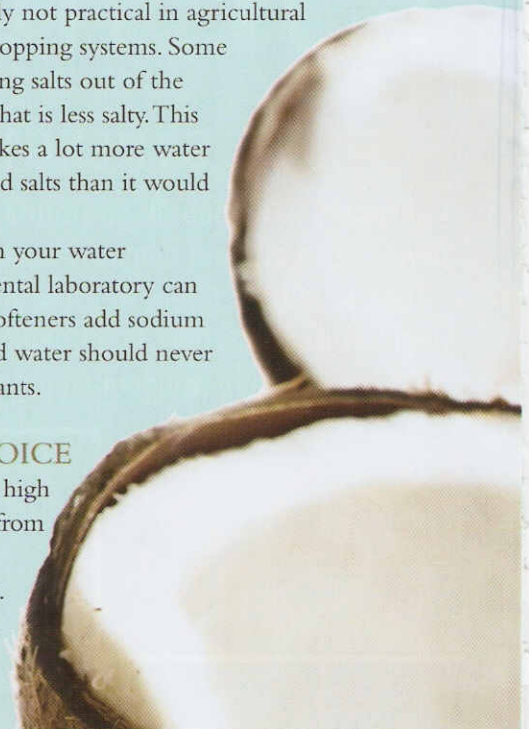 ly not practical in agricultural
opping systems. Some
ng salts out of the
hat is less salty. This
kes a lot more water
d salts than it would
n your water
ental laboratory can
ofteners add sodium
d water should never
ants.
OICE
high
from
.